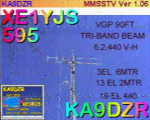 KA9DZR MMSSTV Ver 1.06
XE1YJS
595
VGP 90FT
TRI-BAND BEAM
6,2,440 V-H
3EL 6MTR
13 EL 2MTR
19-EL 440
KA9DZR